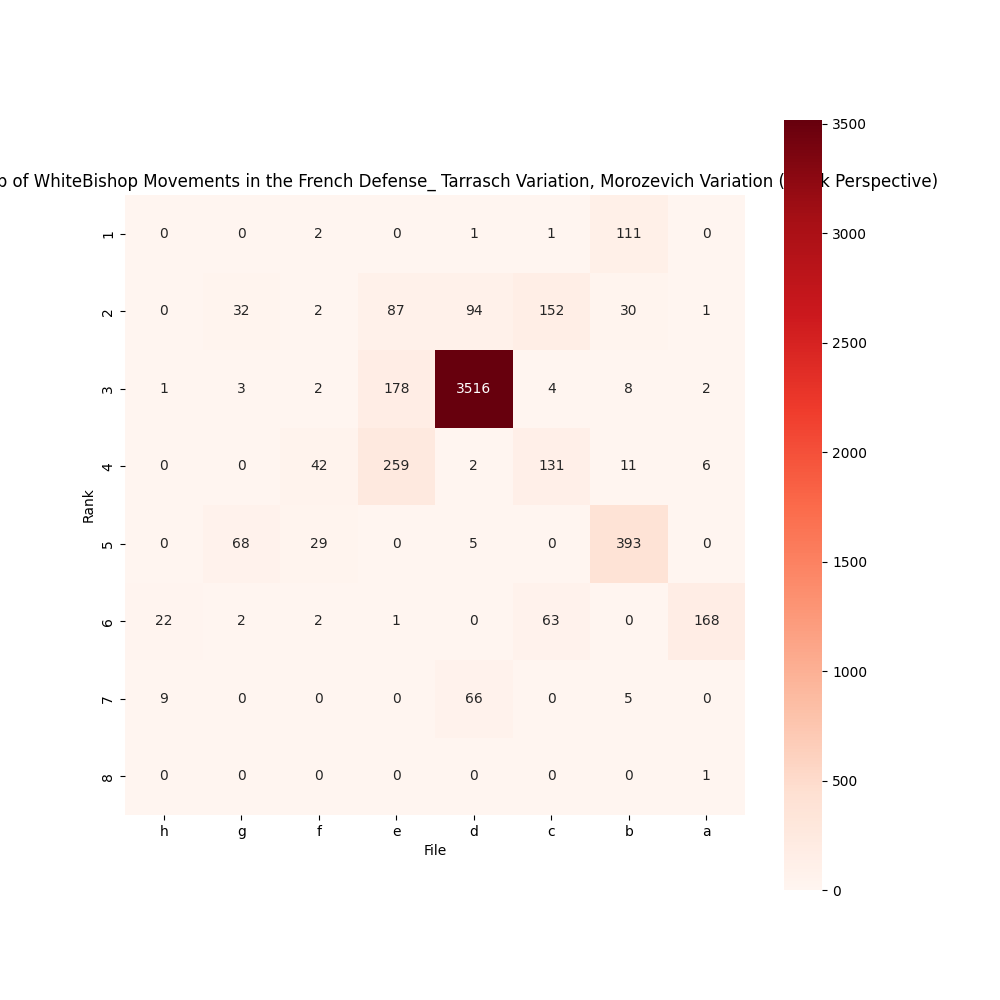 3500
of WhiteBishop Movements in the French Defense_ Tarrasch Variation, Morozevich Variation ( Perspective)
3000
1 0 0 2 0 1 1 111 0
2 0 32 2 87 94 152 30 1
2500
3 1 3 2 178 3516 4 8 2
2000
4 0 0 42 259 2 131 11 6
Rank
5 0 68 29 0 5 0 393 0
1500
6 22 2 2 1 0 63 0 168
1000
7 9 0 0 0 66 0 5 0
500
8 0 0 0 0 0 0 0 1
h g f e d c b a
File
0